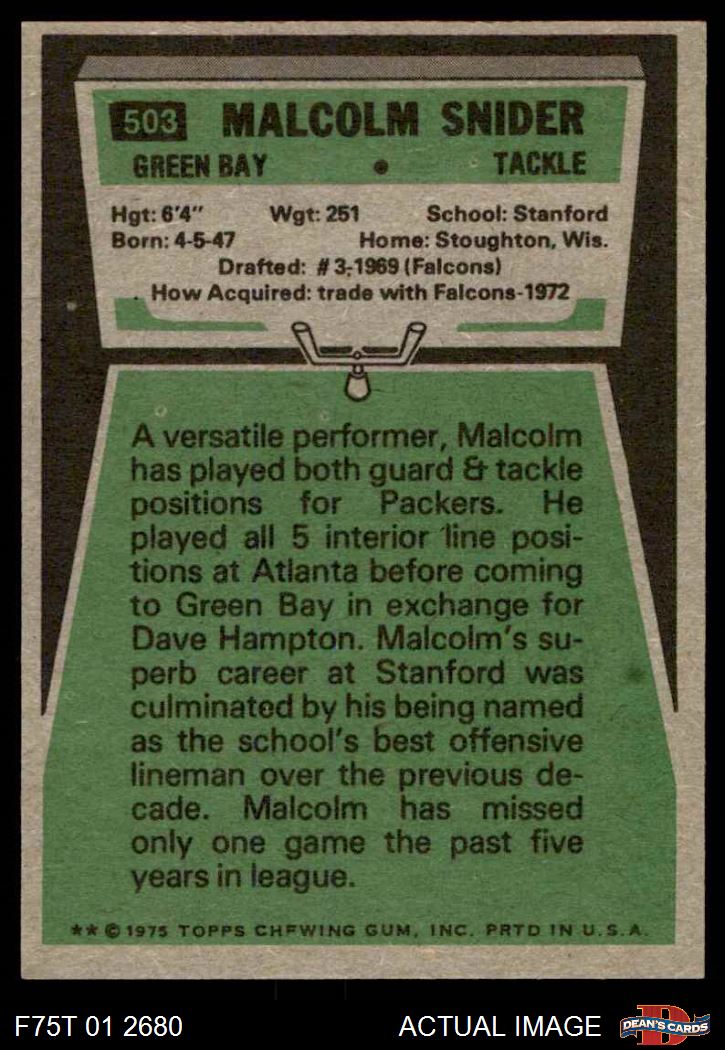 503 MALCOLM SNIDER
GREEN BAY • TACKLE
Hgt: 6'4" Wgt: 251 School: Stanford
Born: 4-5-47 Home: Stoughton, Wis.
Drafted: #3, 1969 (Falcons)
How Acquired: trade with Falcons-1972
A versatile performer, Malcolm
has played both guard & tackle
positions for Packers. He
played all 5 interior line posi-
tions at Atlanta before coming
to Green Bay in exchange for
Dave Hampton. Malcolm's su-
perb career at Stanford was
culminated by his being named
as the school's best offensive
lineman over the previous de-
cade. Malcolm has missed
only one game the past five
years in league.
** © 1975 TOPPS CHEWING GUM, INC. PRTD IN U.S.A.
F75T 01 2680 ACTUAL IMAGE D DEAN'S CARDS